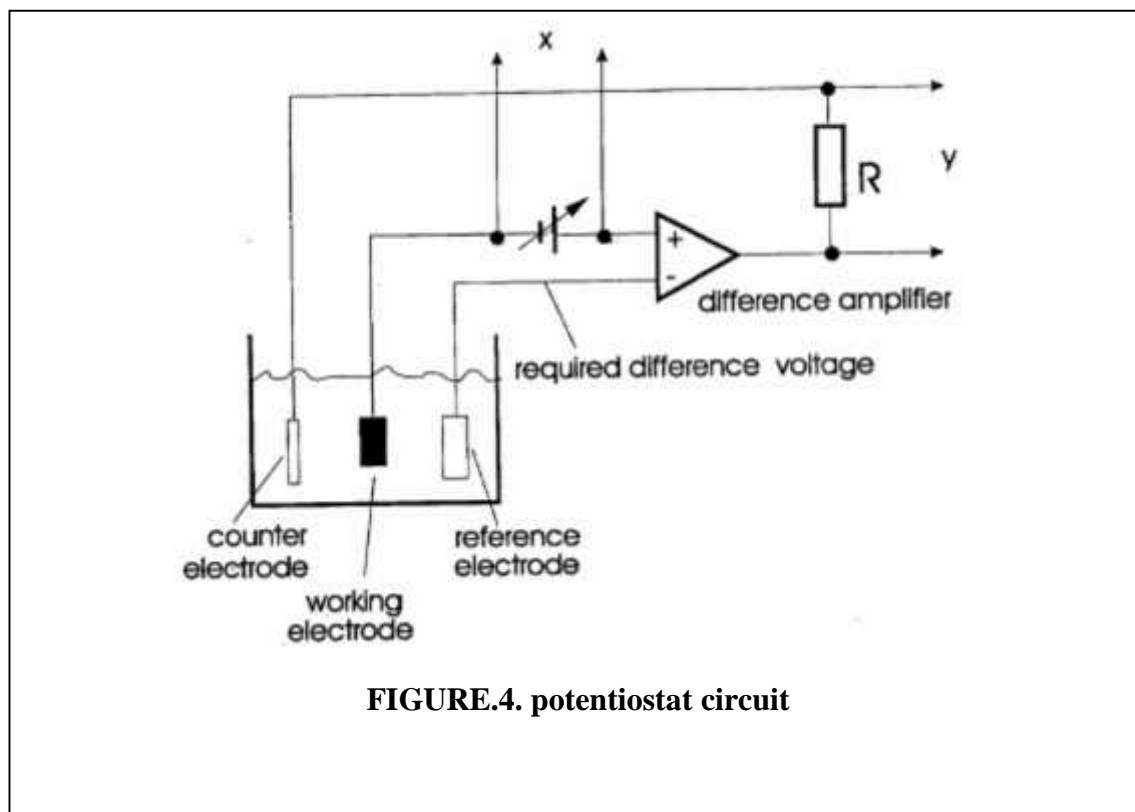 x
y
R
+
-
difference amplifier
required difference voltage
counter
electrode
reference
electrode
working
electrode
FIGURE.4. potentiostat circuit